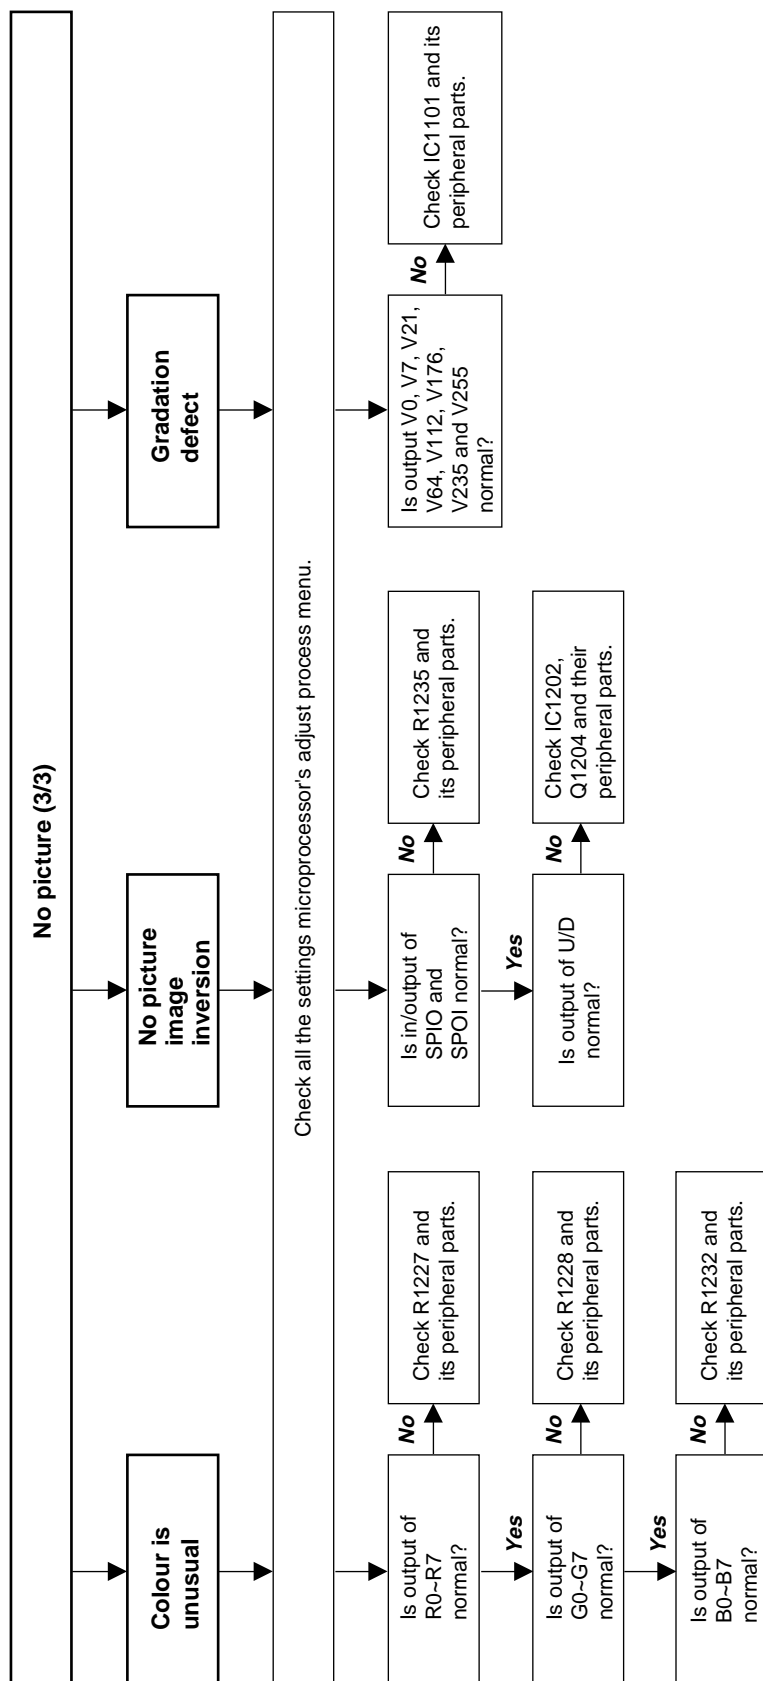 No picture (3/3)
Colour is
unusual
No picture
image
inversion
Gradation
defect
Check all the settings microprocessor's adjust process menu.
Is output of
R0~R7
normal?
No
Check R1227 and
its peripheral parts.
Yes
Is output of
G0~G7
normal?
No
Check R1228 and
its peripheral parts.
Yes
Is output of
B0~B7
normal?
No
Check R1232 and
its peripheral parts.
Is in/output of
SPIO and
SPOI normal?
No
Check R1235 and
its peripheral parts.
Yes
Is output of U/D
normal?
No
Check IC1202,
Q1204 and their
peripheral parts.
Is output V0, V7, V21,
V64, V112, V176,
V235 and V255
normal?
No
Check IC1101 and its
peripheral parts.